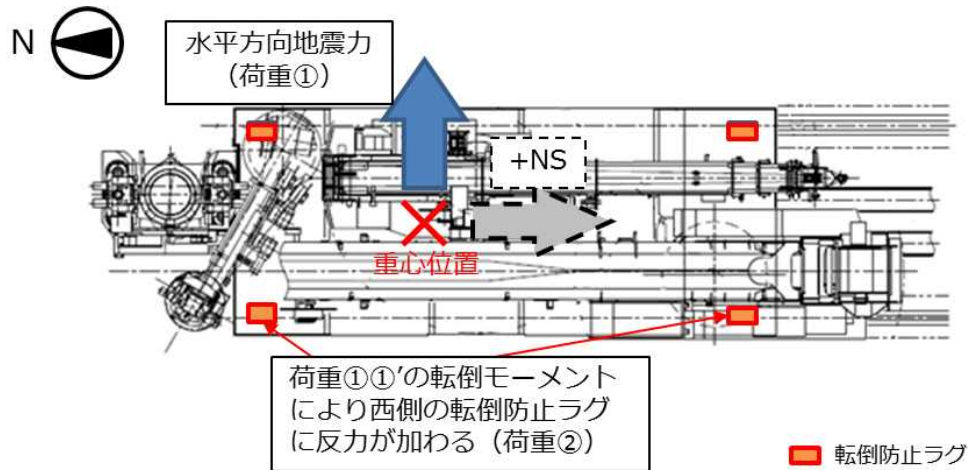 N
水平方向地震力
(荷重①)
+NS
重心位置
荷重①①'の転倒モーメント
により西側の転倒防止ラグ
に反力が加わる(荷重②)
転倒防止ラグ